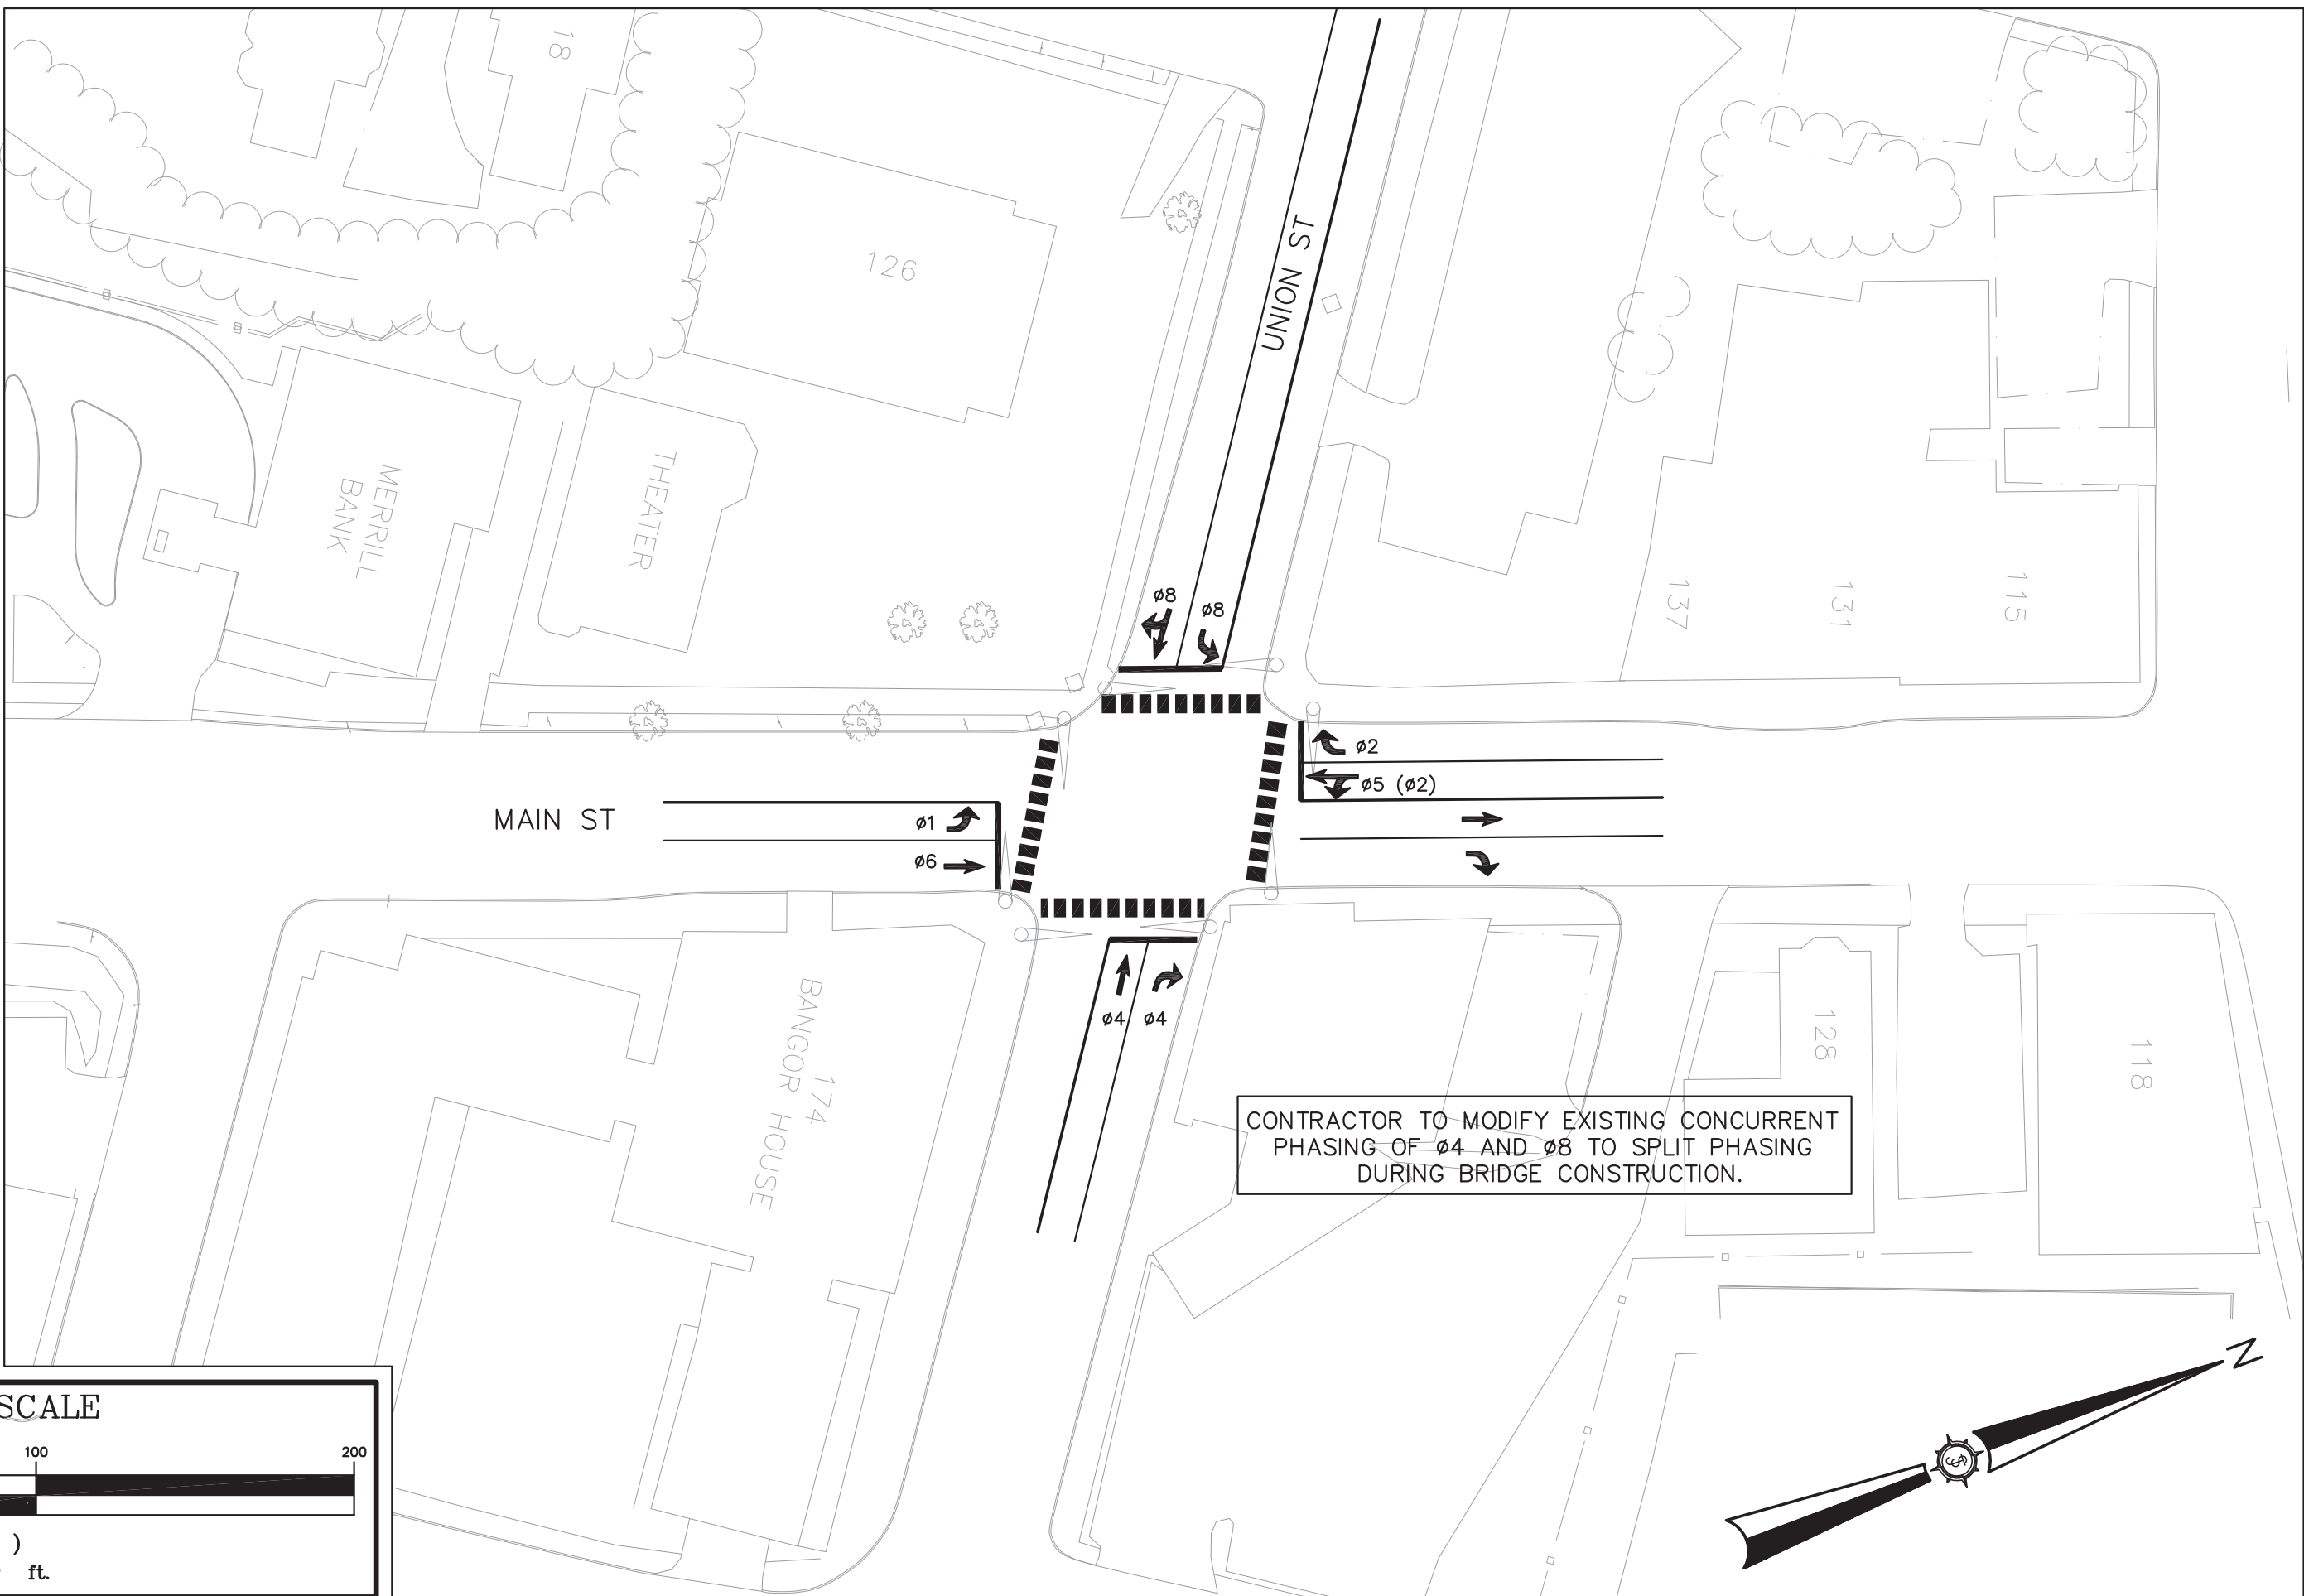 18
126
UNION ST
MERRILL
BANK
THEATER
137
131
115
ø8
ø8
ø2
ø5 (ø2)
MAIN ST
ø1
ø6
ø4
ø4
174
BANGOR HOUSE
128
118
CONTRACTOR TO MODIFY EXISTING CONCURRENT
PHASING OF ø4 AND ø8 TO SPLIT PHASING
DURING BRIDGE CONSTRUCTION.
N
SCALE
100 200
)
ft.